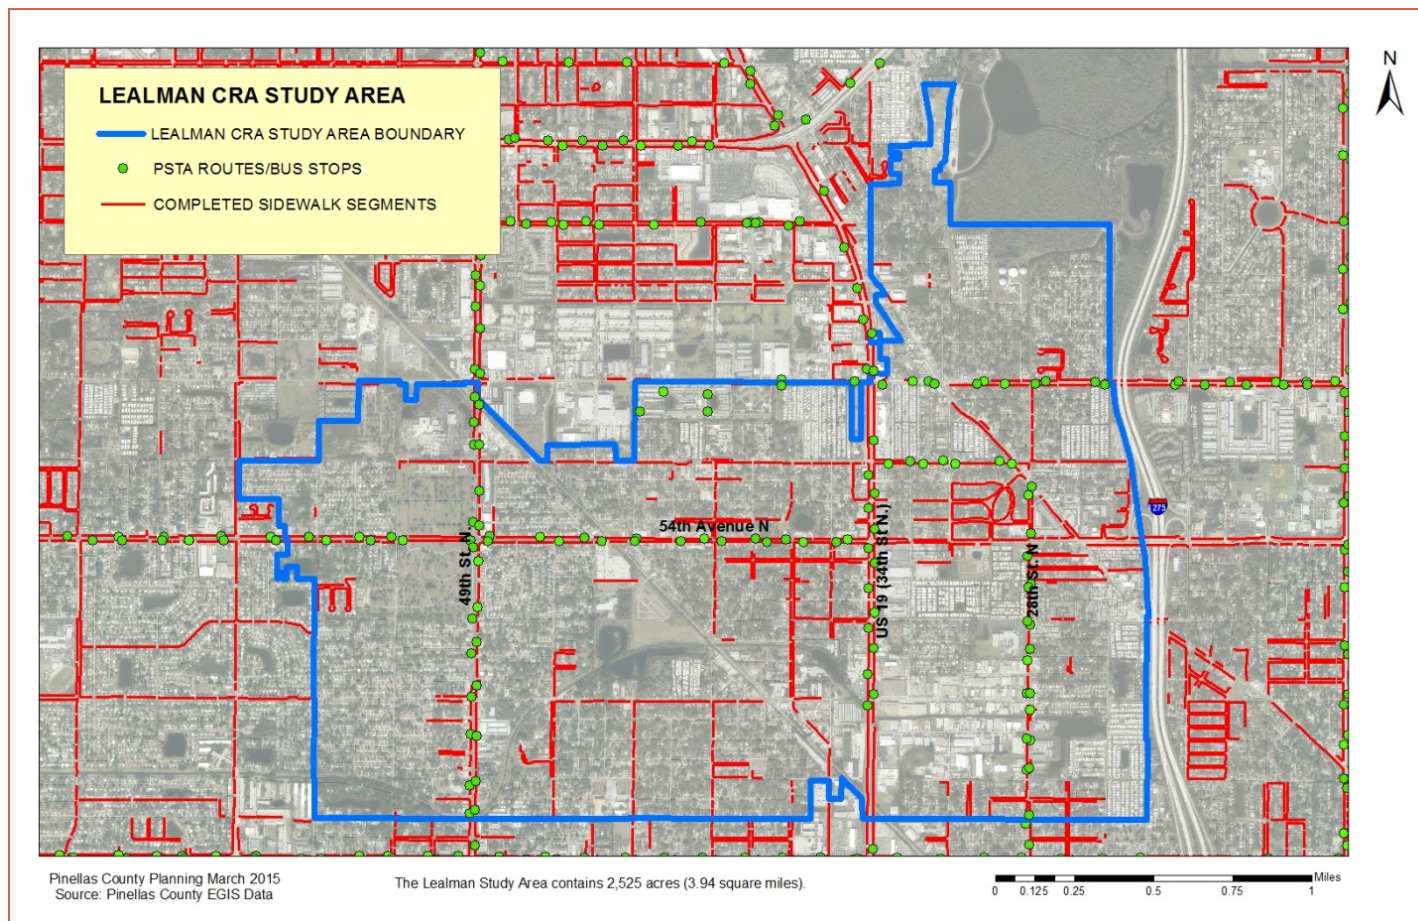 LEALMAN CRA STUDY AREA
LEALMAN CRA STUDY AREA BOUNDARY
PSTA ROUTES/BUS STOPS
COMPLETED SIDEWALK SEGMENTS
N
54th Avenue N
49th St. N.
US 19 (34th St N.)
28th St. N
275
Pinellas County Planning March 2015
Source: Pinellas County EGIS Data
The Lealman Study Area contains 2,525 acres (3.94 square miles).
Miles
0 0.125 0.25 0.5 0.75 1